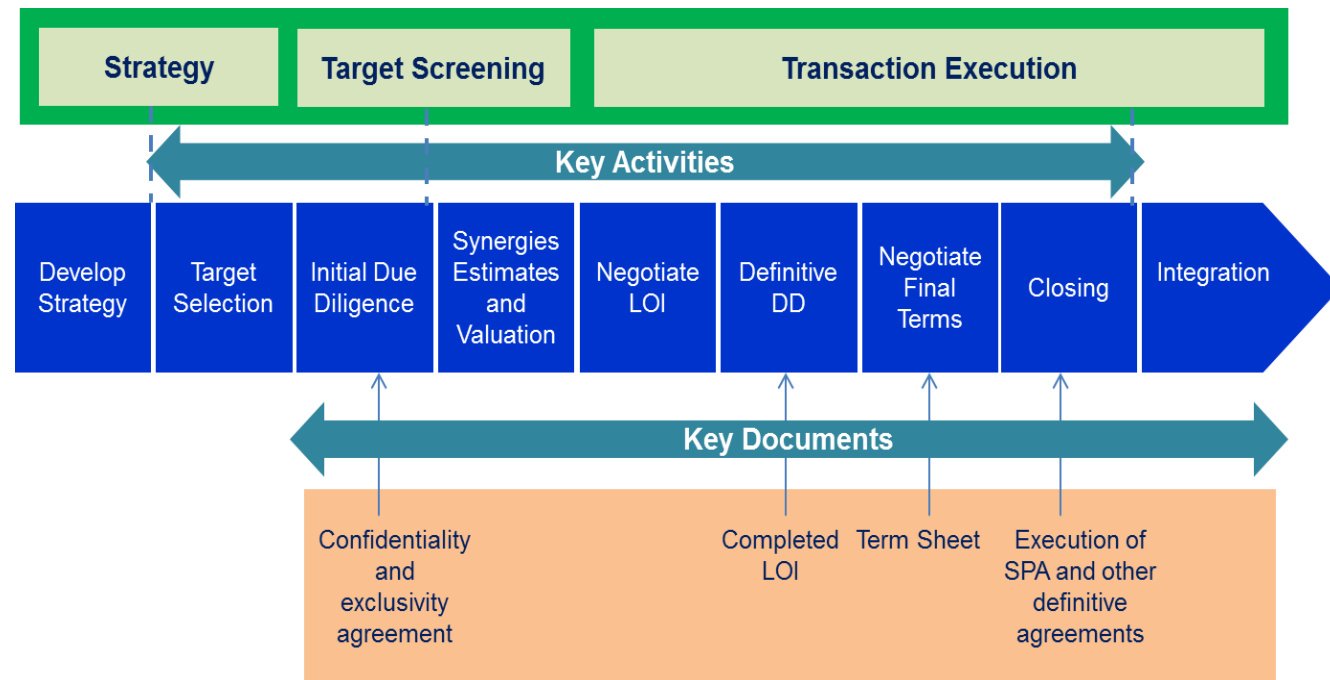 Strategy
Target Screening
Transaction Execution
Key Activities
Develop
Strategy
Target
Selection
Initial Due
Diligence
Synergies
Estimates
and
Valuation
Negotiate
LOI
Definitive
DD
Negotiate
Final
Terms
Closing
Integration
Key Documents
Confidentiality
and
exclusivity
agreement
Completed
LOI
Term Sheet
Execution of
SPA and other
definitive
agreements